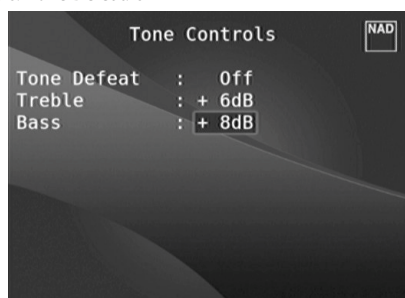 Tone Controls
NAD
Tone Defeat : Off
Treble : + 6dB
Bass : + 8dB